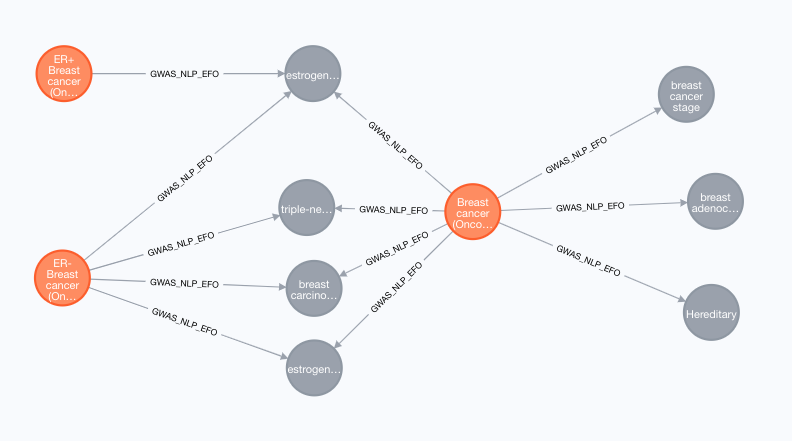 ER+
Breast
cancer
(On...
GWAS_NLP_EFO
estrogen...
breast
cancer
stage
GWAS_NLP_EFO
GWAS_NLP_EFO
GWAS_NLP_EFO
triple-ne...
GWAS_NLP_EFO
Breast
cancer
(Onco...
GWAS_NLP_EFO
breast
adenoc...
GWAS_NLP_EFO
GWAS_NLP_EFO
GWAS_NLP_EFO
ER-
Breast
cancer
(On...
GWAS_NLP_EFO
breast
carcino...
GWAS_NLP_EFO
Hereditary
GWAS_NLP_EFO
estrogen...